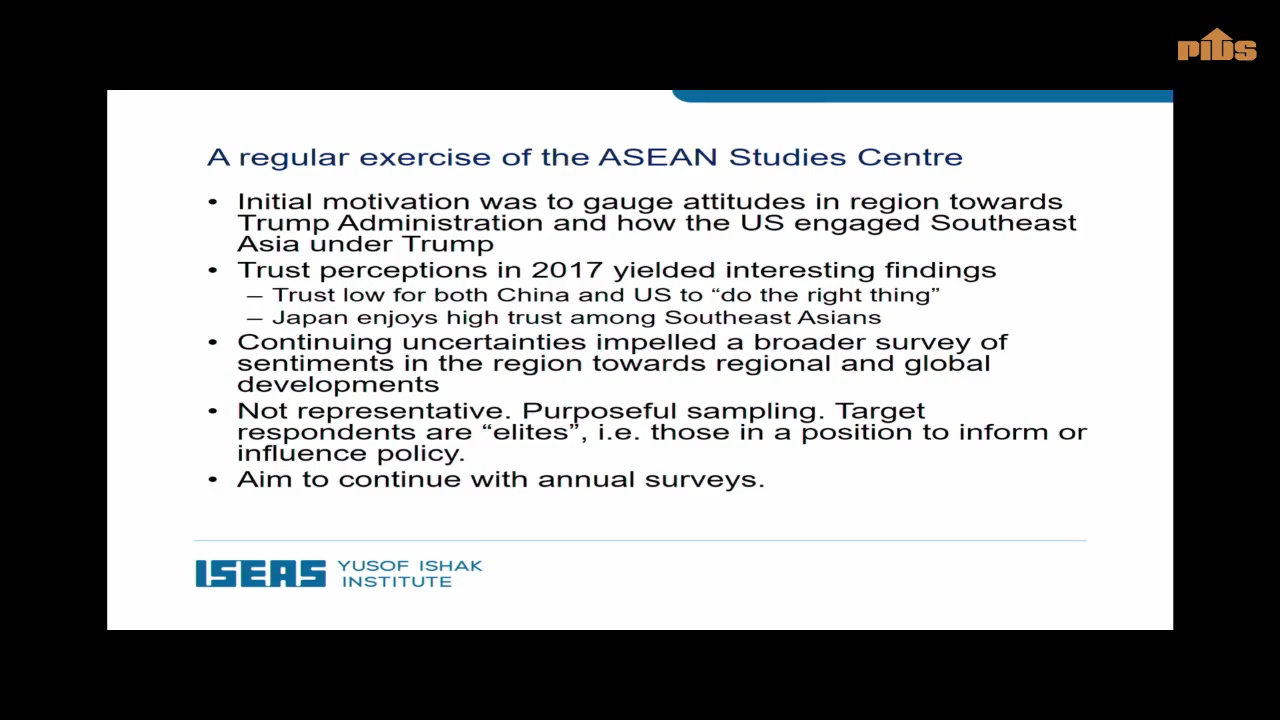 PIDS
A regular exercise of the ASEAN Studies Centre
• Initial motivation was to gauge attitudes in region towards
Trump Administration and how the US engaged Southeast
Asia under Trump
• Trust perceptions in 2017 yielded interesting findings
– Trust low for both China and US to “do the right thing”
– Japan enjoys high trust among Southeast Asians
• Continuing uncertainties impelled a broader survey of
sentiments in the region towards regional and global
developments
• Not representative. Purposeful sampling. Target
respondents are “elites”, i.e. those in a position to inform or
influence policy.
• Aim to continue with annual surveys.
ISEAS YUSOF ISHAK
INSTITUTE